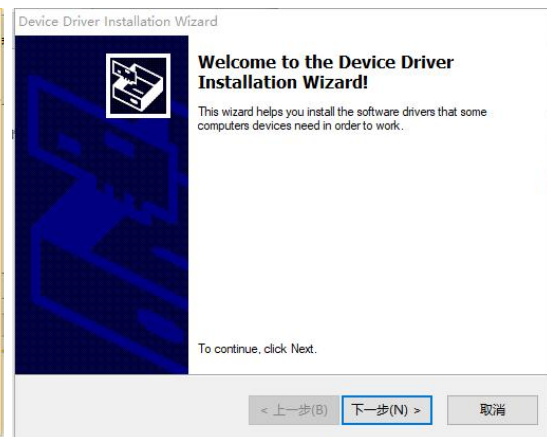 Device Driver Installation Wizard
Welcome to the Device Driver
Installation Wizard!
This wizard helps you install the software drivers that some
computers devices need in order to work.
To continue, click Next.
< 上一步(B)
下一步(N) >
取消